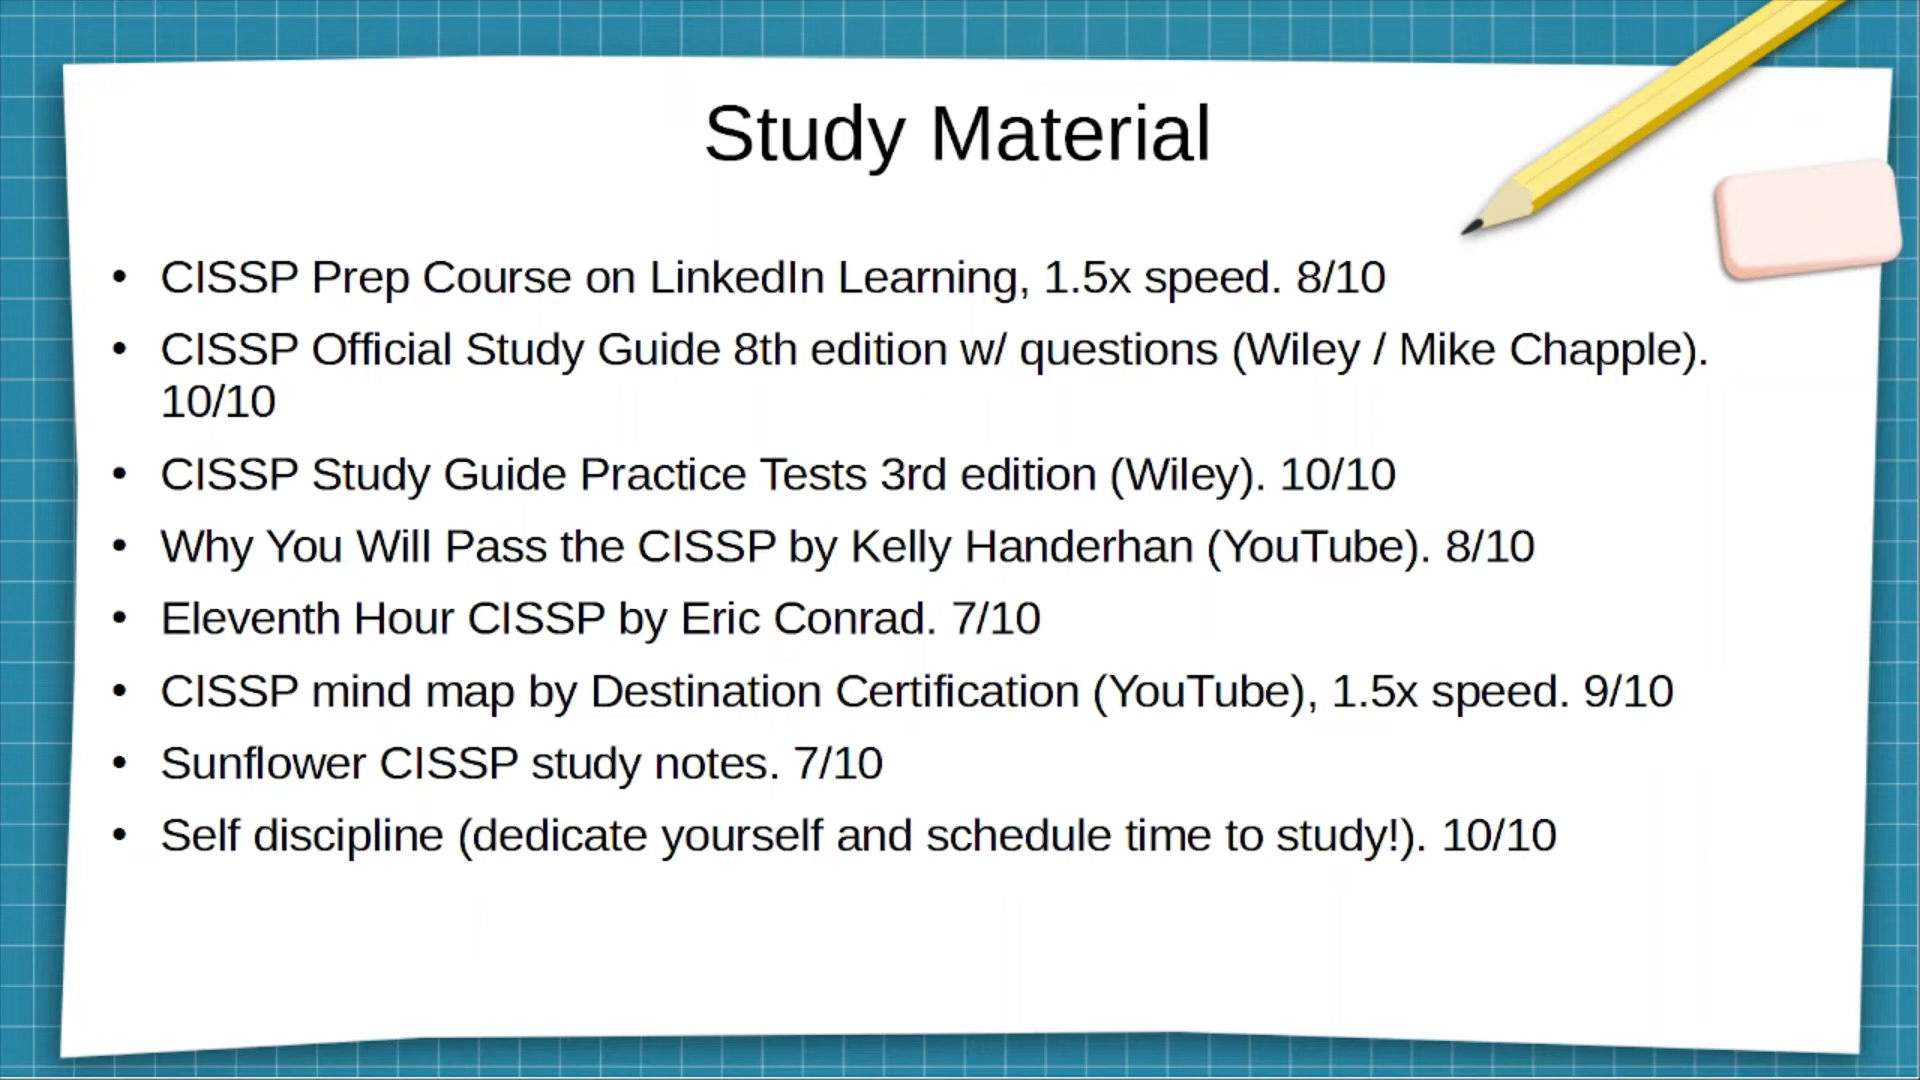 Study Material
• CISSP Prep Course on LinkedIn Learning, 1.5x speed. 8/10
• CISSP Official Study Guide 8th edition w/ questions (Wiley / Mike Chapple).
10/10
• CISSP Study Guide Practice Tests 3rd edition (Wiley). 10/10
• Why You Will Pass the CISSP by Kelly Handerhan (YouTube). 8/10
• Eleventh Hour CISSP by Eric Conrad. 7/10
• CISSP mind map by Destination Certification (YouTube), 1.5x speed. 9/10
• Sunflower CISSP study notes. 7/10
• Self discipline (dedicate yourself and schedule time to study!). 10/10